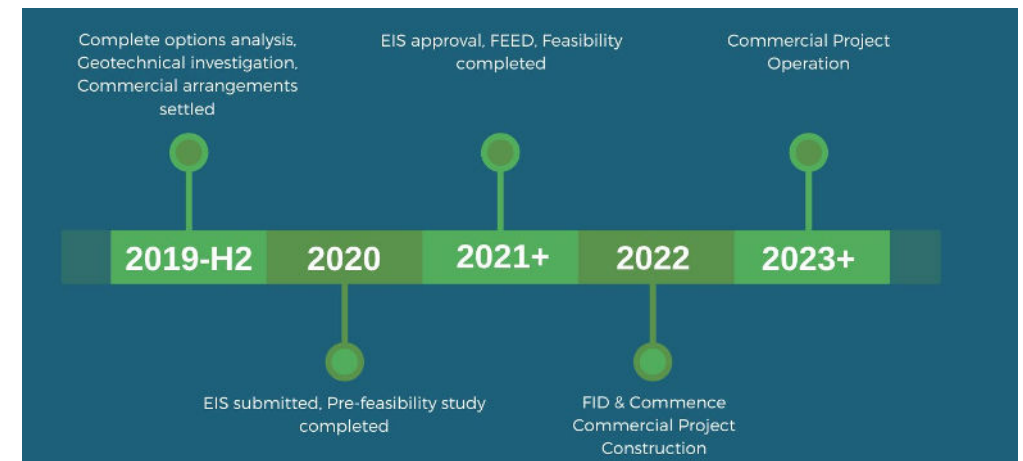 Complete options analysis,
Geotechnical investigation,
Commercial arrangements
settled
EIS approval, FEED, Feasibility
completed
Commercial Project
Operation
2019-H2
2020
2021+
2022
2023+
EIS submitted, Pre-feasibility study
completed
FID & Commence
Commercial Project
Construction